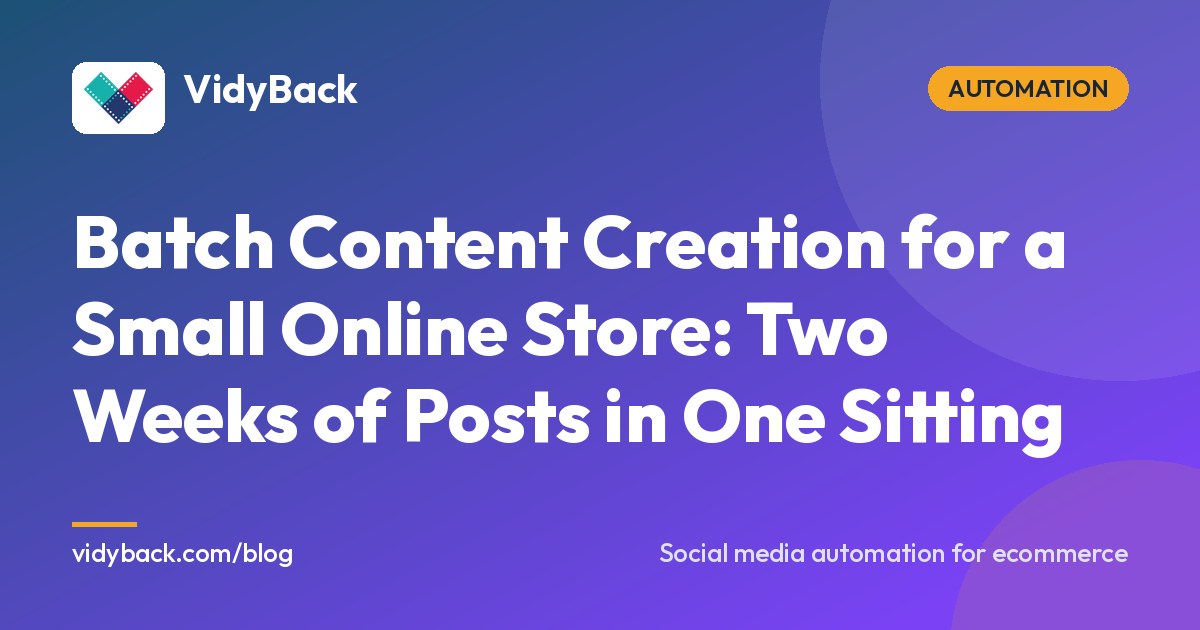 VidyBack
AUTOMATION
Batch Content Creation for a
Small Online Store: Two
Weeks of Posts in One Sitting
vidyback.com/blog
Social media automation for ecommerce